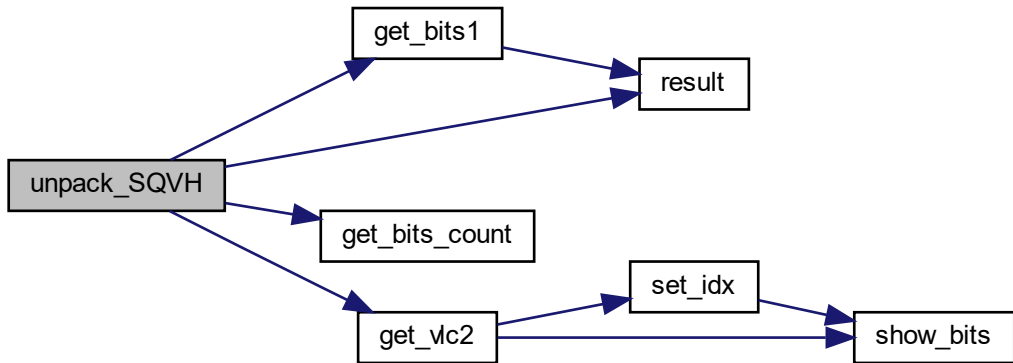 get_bits1
result
unpack_SQVH
get_bits_count
set_idx
get_vlc2
show_bits